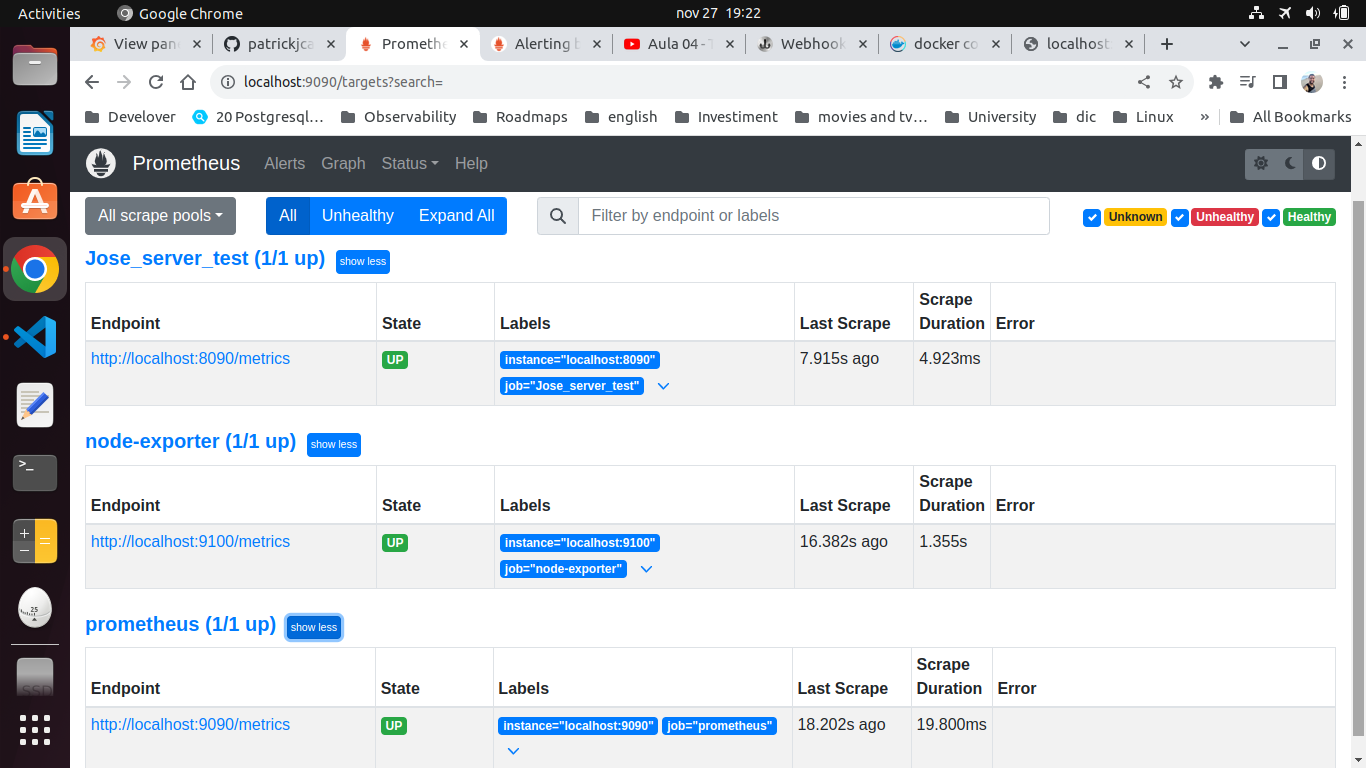 Activities Google Chrome nov 27 19:22
View pan patrickjca Promethe Alerting b Aula 04 - T Webhook docker co localhost:
localhost:9090/targets?search=
Develover 20 Postgresql... Observability Roadmaps english Investiment movies and tv... University dic Linux » All Bookmarks
Prometheus Alerts Graph Status Help
All scrape pools All Unhealthy Expand All Filter by endpoint or labels Unknown Unhealthy Healthy
Jose_server_test (1/1 up) show less
Endpoint State Labels Last Scrape Scrape Duration Error
http://localhost:8090/metrics UP instance="localhost:8090" 7.915s ago 4.923ms
job="Jose_server_test"
node-exporter (1/1 up) show less
Endpoint State Labels Last Scrape Scrape Duration Error
http://localhost:9100/metrics UP instance="localhost:9100" 16.382s ago 1.355s
job="node-exporter"
prometheus (1/1 up) show less
Endpoint State Labels Last Scrape Scrape Duration Error
http://localhost:9090/metrics UP instance="localhost:9090" job="prometheus" 18.202s ago 19.800ms
>_
25
SSD